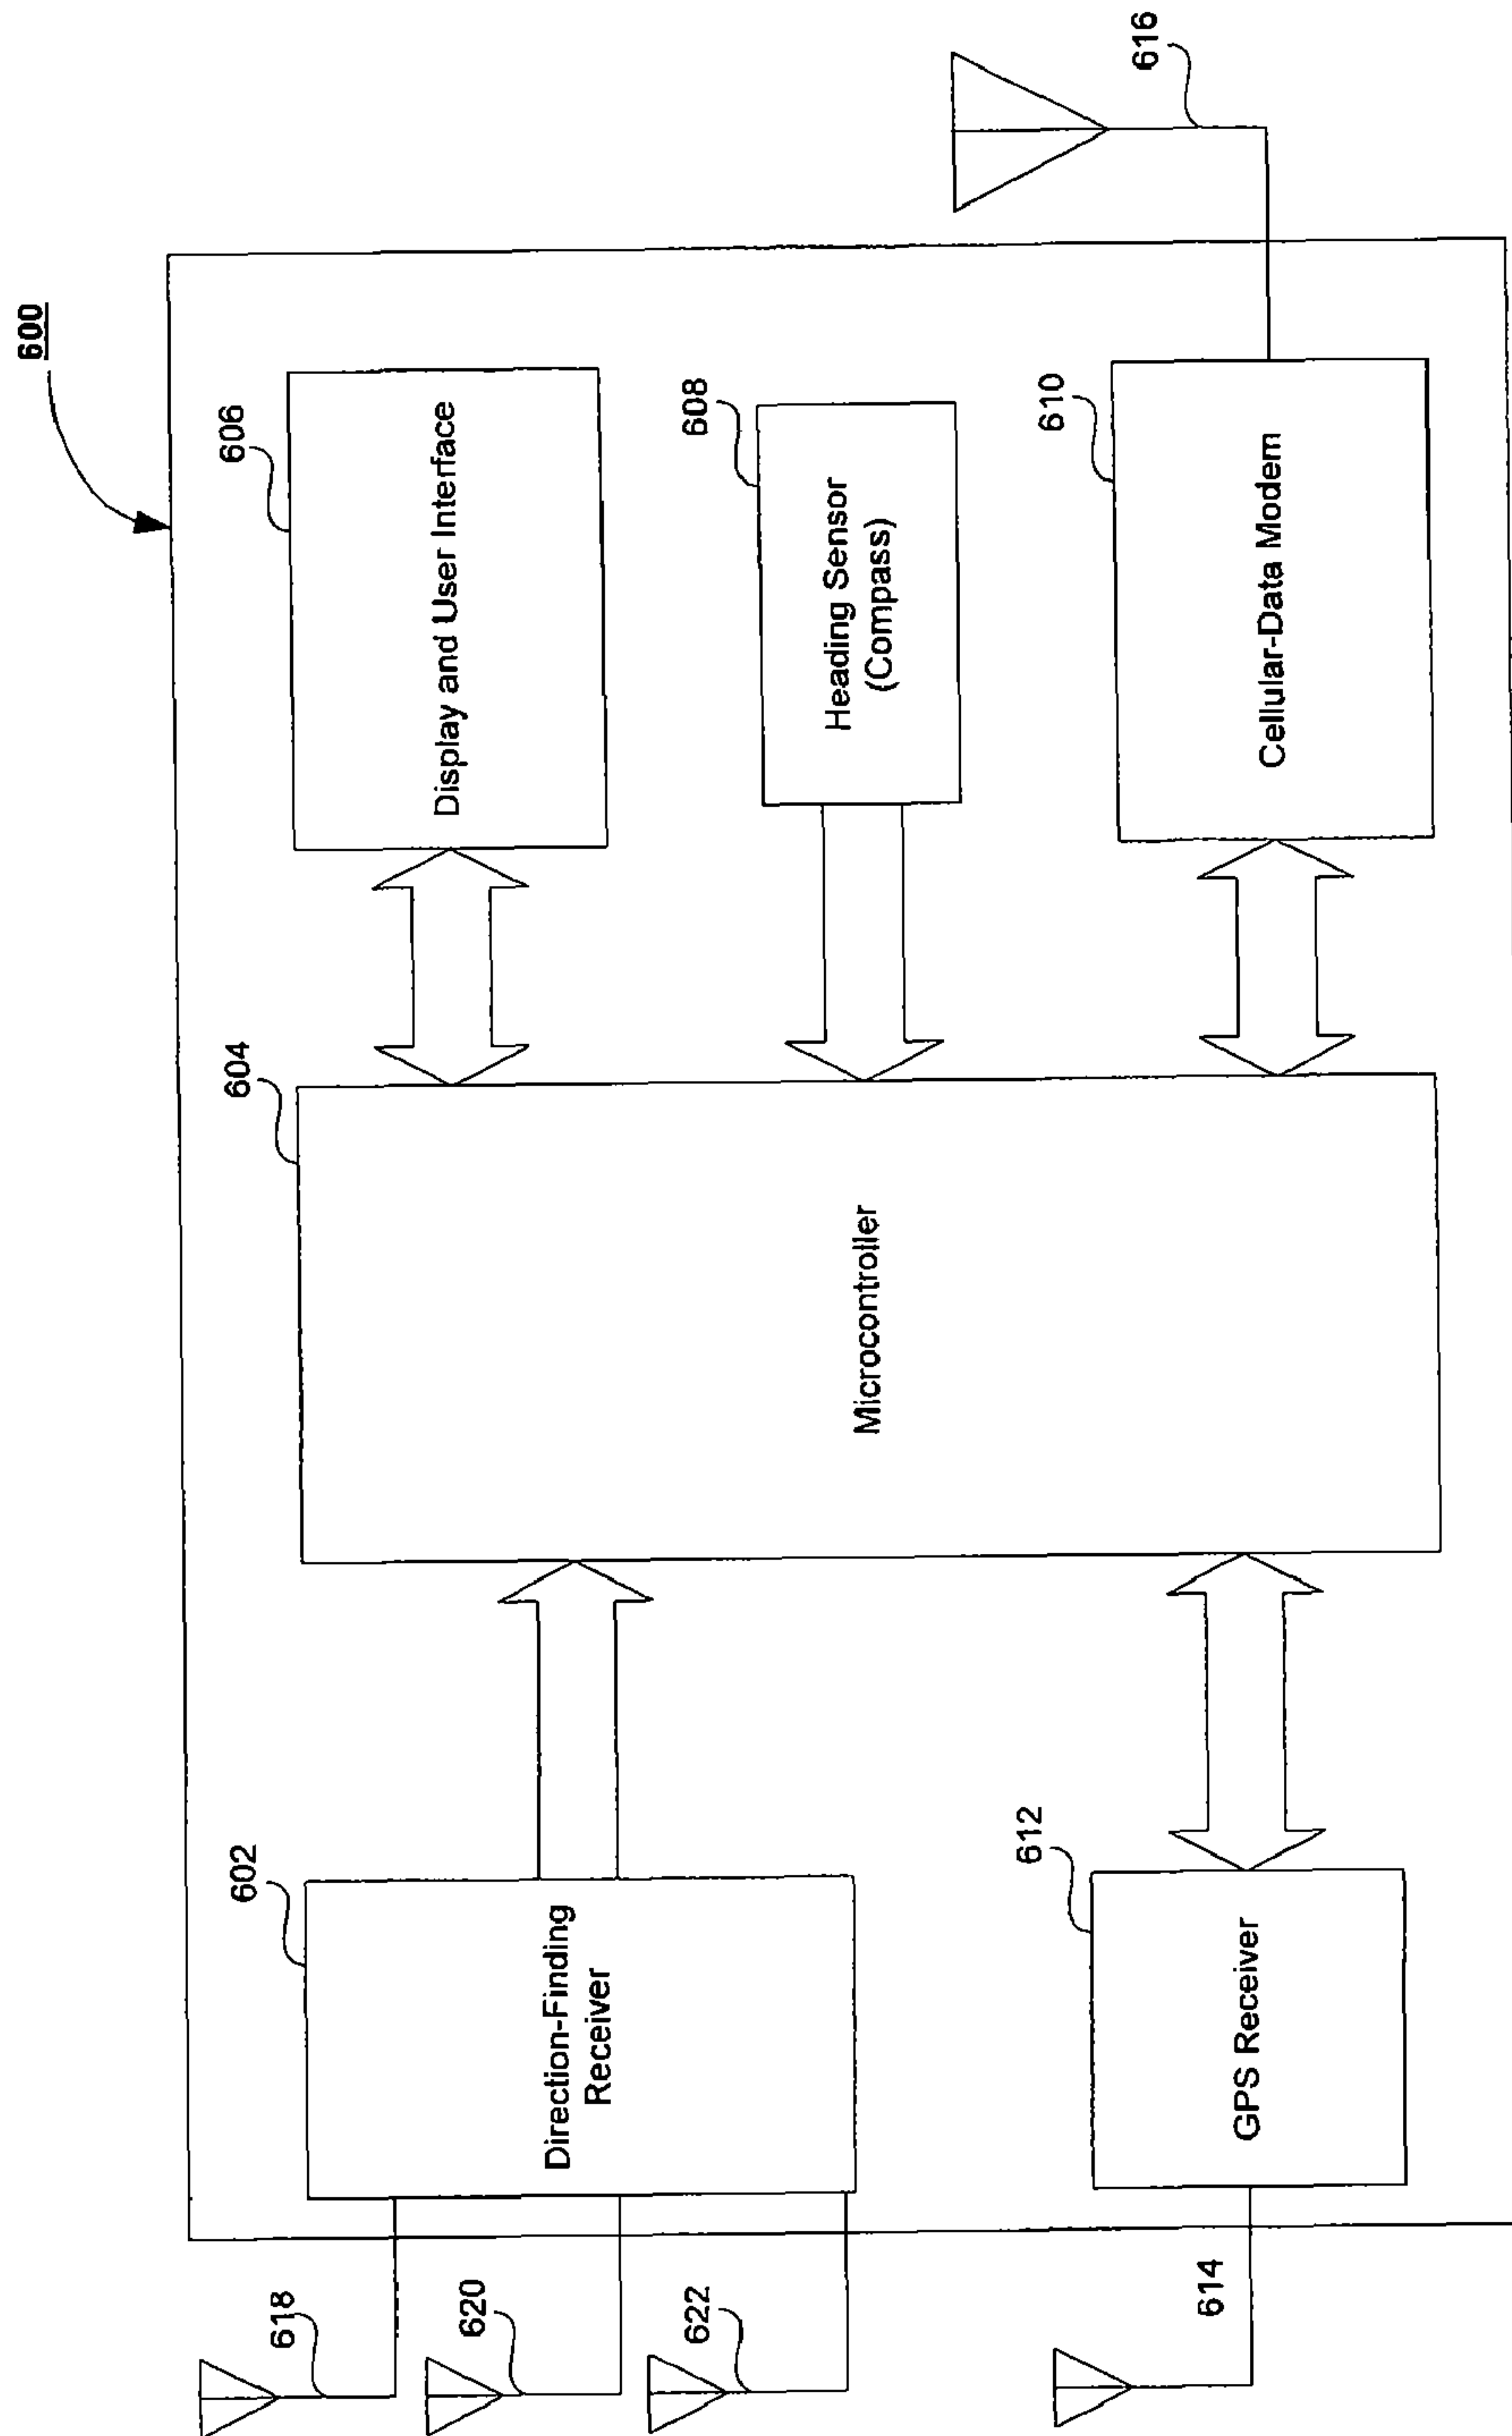 600
606
Display and User Interface
608
Heading Sensor
(Compass)
610
Cellular-Data Modem
616
604
Microcontroller
602
Direction-Finding
Receiver
612
GPS Receiver
618
620
622
614